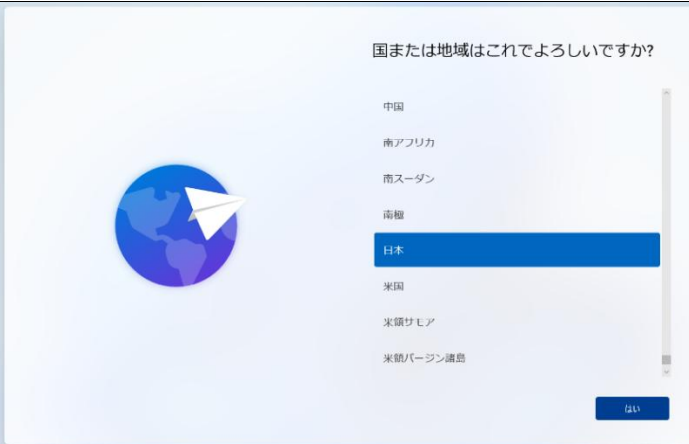 国または地域はこれでよろしいですか?
中国
南アフリカ
南スーダン
南極
日本
米国
米領サモア
米領バージン諸島
はい